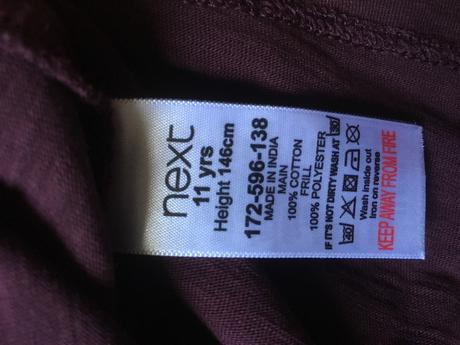 next
11 yrs
Height 146cm
172-596-138
MADE IN INDIA
MAIN
100% COTTON
FRILL
100% POLYESTER
IF IT'S NOT DIRTY WASH AT 30
40
Wash inside out
Iron on reverse
KEEP AWAY FROM FIRE